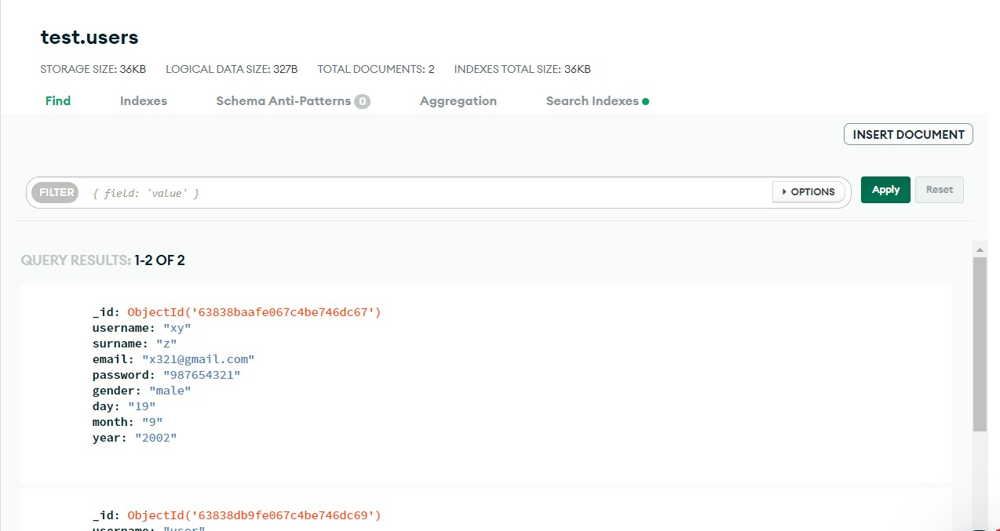 test.users
STORAGE SIZE: 36KB LOGICAL DATA SIZE: 327B TOTAL DOCUMENTS: 2 INDEXES TOTAL SIZE: 36KB
Find Indexes Schema Anti-Patterns 0 Aggregation Search Indexes
INSERT DOCUMENT
FILTER { field: 'value' } OPTIONS Apply Reset
QUERY RESULTS: 1-2 OF 2
_id: ObjectId('63838baafe067c4be746dc67')
username: "xy"
surname: "z"
email: "x321@gmail.com"
password: "987654321"
gender: "male"
day: "19"
month: "9"
year: "2002"
_id: ObjectId('63838db9fe067c4be746dc69')
username: "user"